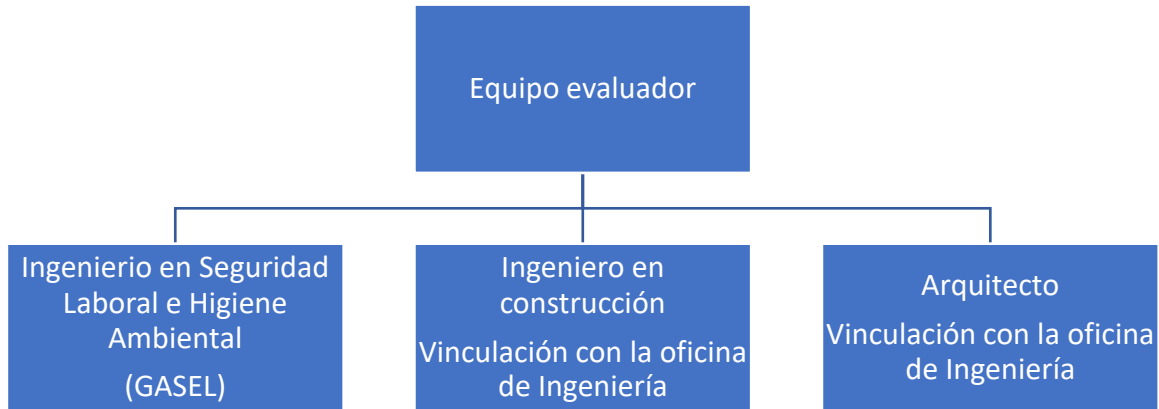 Equipo evaluador
Ingenierio en Seguridad
Laboral e Higiene
Ambiental
(GASEL)
Ingeniero en
construcción
Vinculación con la oficina
de Ingeniería
Arquitecto
Vinculación con la oficina
de Ingeniería